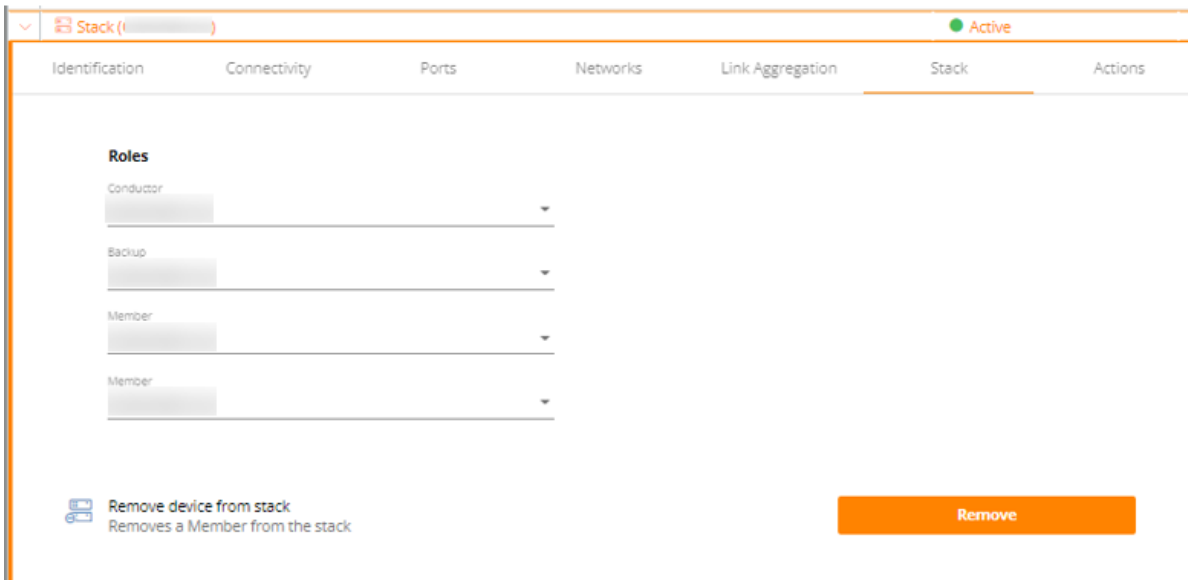 Stack ( )
Active
Identification Connectivity Ports Networks Link Aggregation Stack Actions
Roles
Conductor
Backup
Member
Member
Remove device from stack
Removes a Member from the stack
Remove